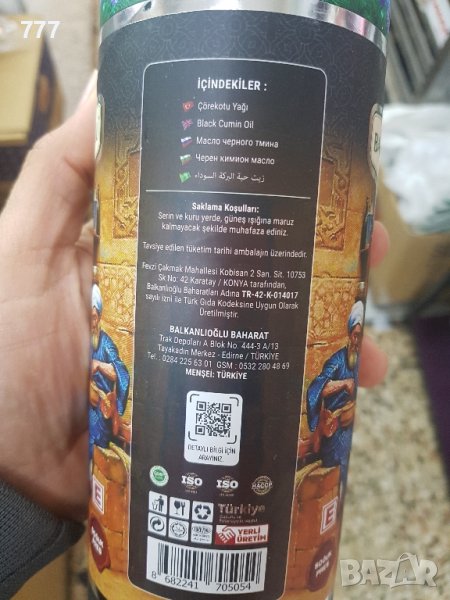 777
İÇİNDEKİLER :
Çörekotu Yağı
Black Cumin Oil
Масло черного тмина
Черен кимион масло
زيت حبة البركة السوداء
Saklama Koşulları:
Serin ve kuru yerde, güneş ışığına maruz
kalmayacak şekilde muhafaza ediniz.
Tavsiye edilen tüketim tarihi ambalajın üzerindedir.
Fevzi Çakmak Mahallesi Kobisan 2 San. Sit. 10753
Sk No: 42 Karatay / KONYA tarafından,
Balkanlıoğlu Baharatları Adına TR-42-K-014017
sayılı izni ile Türk Gıda Kodeksine Uygun Olarak
Üretilmiştir.
BALKANLIOĞLU BAHARAT
Trak Depoları A Blok No: 444-3 A/13
Tayakadın Merkez - Edirne / TÜRKİYE
Tel : 0284 225 63 01 GSM : 0532 280 48 69
MENŞEİ: TÜRKİYE
DETAYLI BİLGİ İÇİN
ARAYINIZ
ISO
ISO
HACCP
Türkiye
YERLİ
ÜRETİM
E
E
8 682241 705054
BAZAR